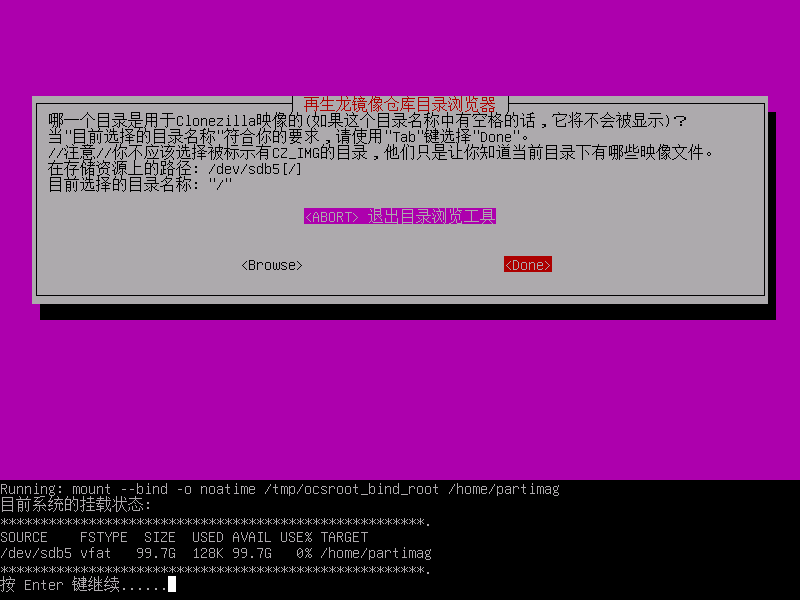 再生龙镜像仓库目录浏览器
哪一个目录是用于Clonezilla映像的(如果这个目录名称中有空格的话，它将不会被显示)？
当"目前选择的目录名称"符合你的要求，请使用"Tab"键选择"Done"。
//注意//你不应该选择被标示有CZ_IMG的目录，他们只是让你知道当前目录下有哪些映像文件。
在存储资源上的路径: /dev/sdb5[/]
目前选择的目录名称: "/"
<ABORT> 退出目录浏览工具
<Browse> <Done>
Running: mount --bind -o noatime /tmp/ocsroot_bind_root /home/partimag
目前系统的挂载状态:
*****************************************************.
SOURCE    FSTYPE  SIZE  USED AVAIL USE% TARGET
/dev/sdb5 vfat   99.7G  128K 99.7G   0% /home/partimag
*****************************************************.
按 Enter 键继续......